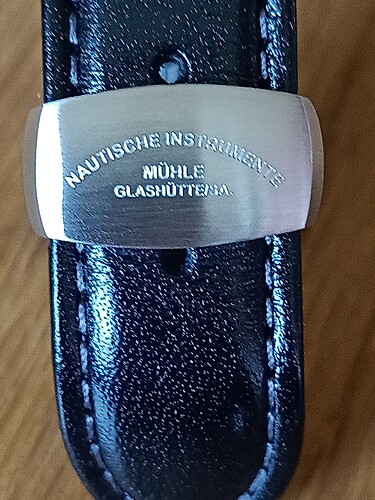 NAUTISCHE INSTRUMENTE
MÜHLE
GLASHÜTTE/SA.